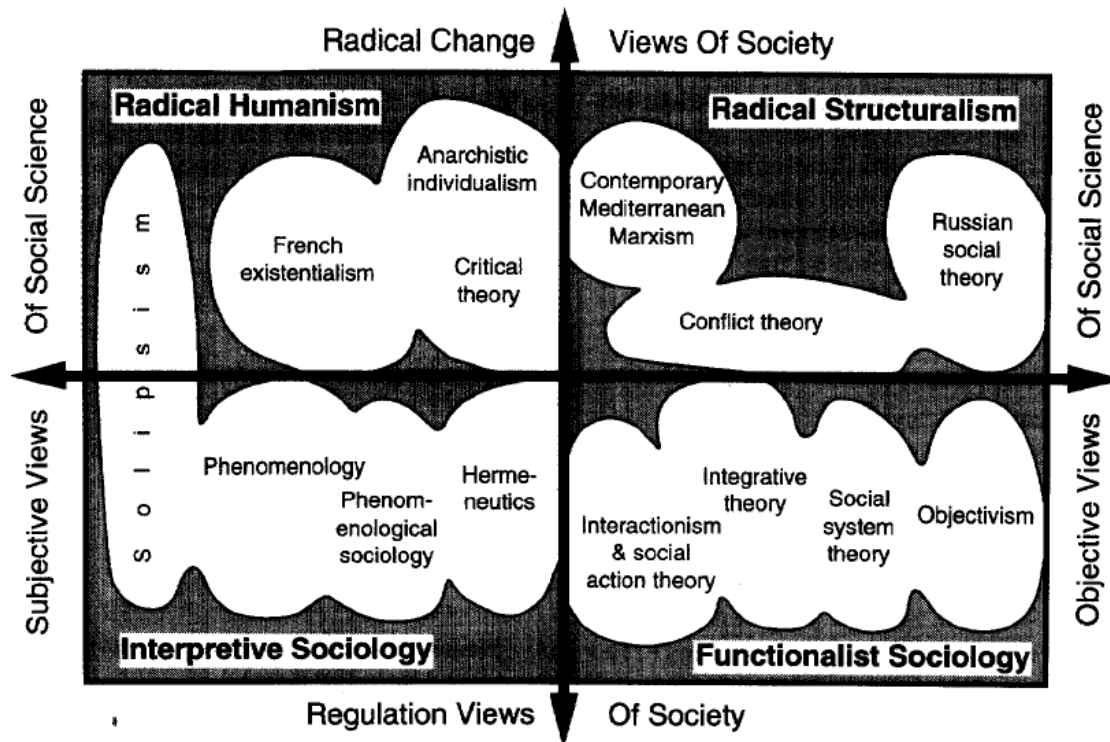 Radical Change
Views Of Society
Radical Humanism
Radical Structuralism
Of Social Science
Of Social Science
Anarchistic
individualism
French
existentialism
Critical
theory
Contemporary
Mediterranean
Marxism
Russian
social
theory
Conflict theory
Solipsism
Subjective Views
Objective Views
Phenomenology
Phenom-
enological
sociology
Herme-
neutics
Interactionism
& social
action theory
Integrative
theory
Social
system
theory
Objectivism
Interpretive Sociology
Functionalist Sociology
Regulation Views
Of Society